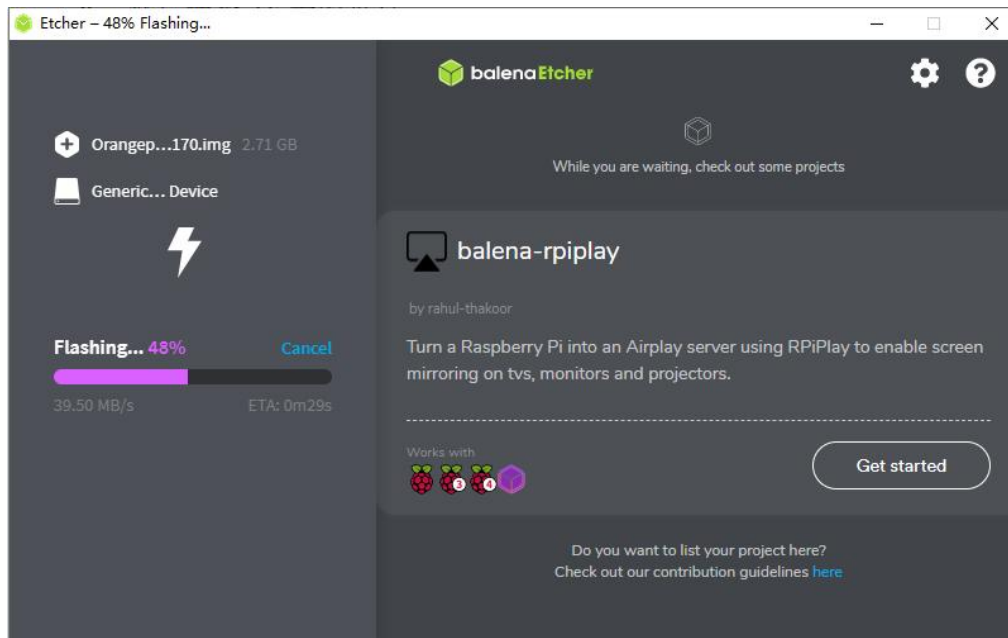 Etcher – 48% Flashing...
balenaEtcher
Orangep...170.img 2.71 GB
Generic... Device
Flashing... 48%
Cancel
39.50 MB/s
ETA: 0m29s
While you are waiting, check out some projects
balena-rpiplay
by rahul-thakoor
Turn a Raspberry Pi into an Airplay server using RPiPlay to enable screen
mirroring on tvs, monitors and projectors.
Works with
3
4
Get started
Do you want to list your project here?
Check out our contribution guidelines here